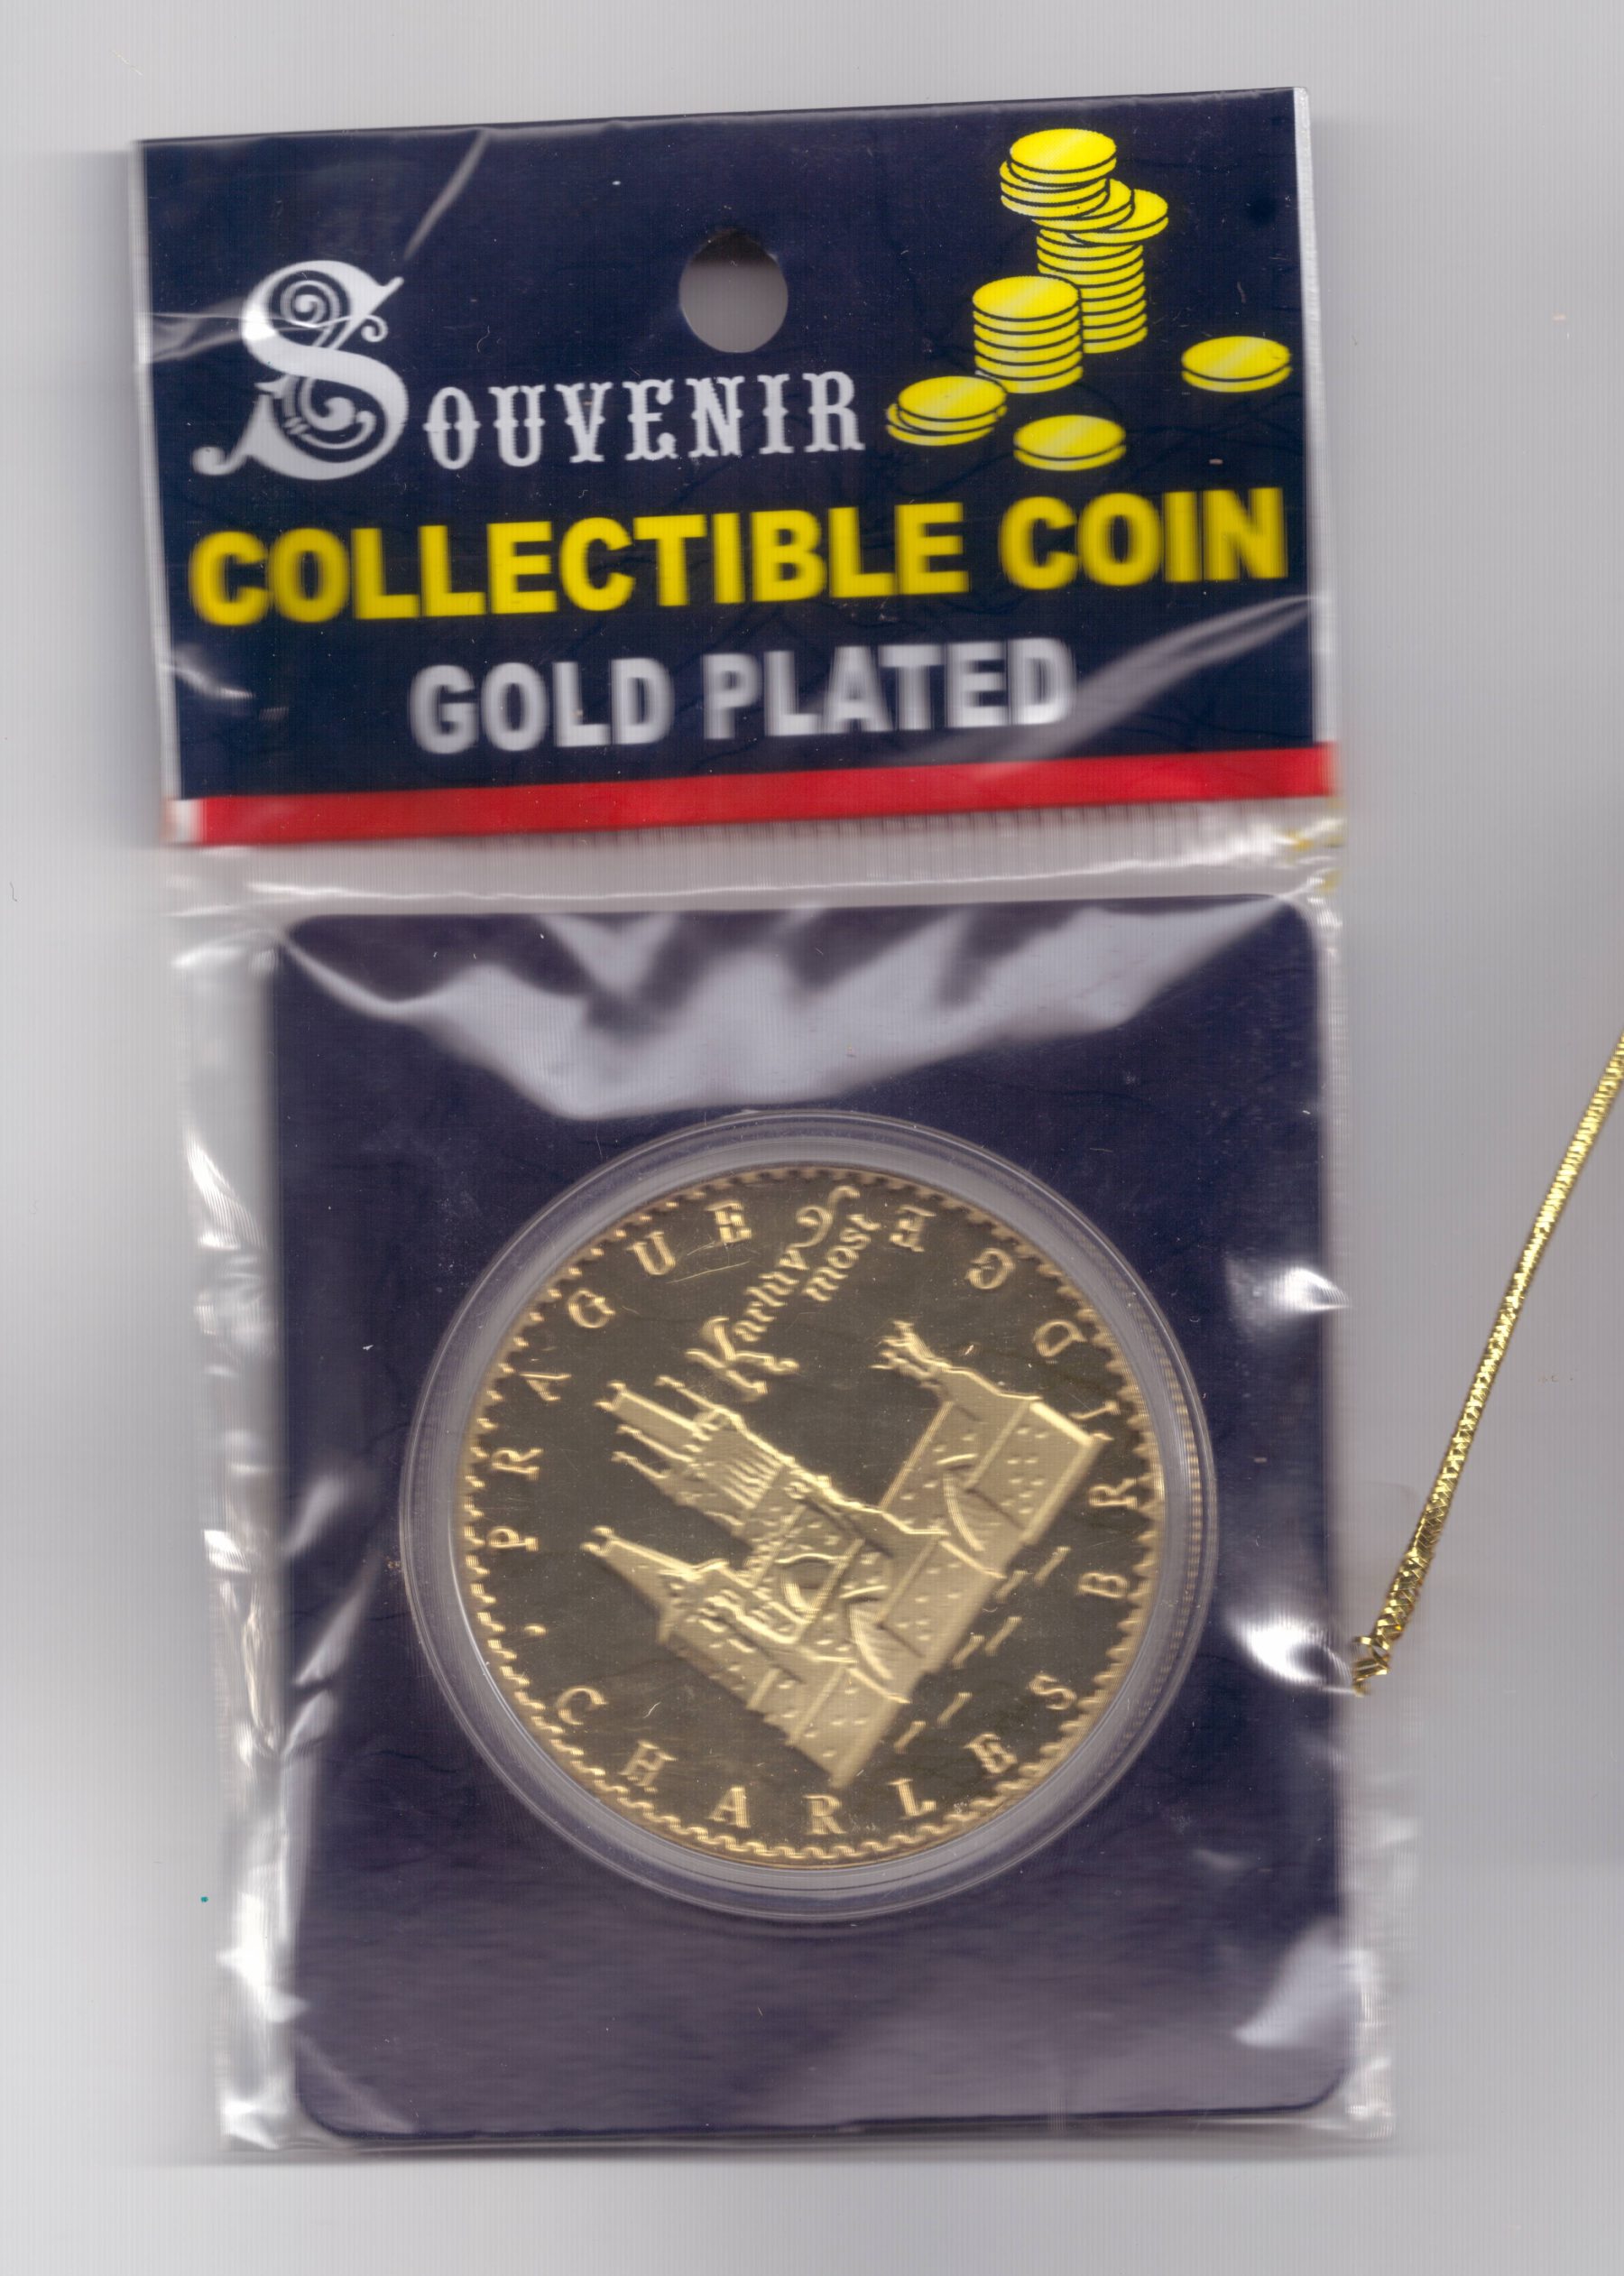 SOUVENIR
COLLECTIBLE COIN
GOLD PLATED
PRAGUE
Karlův
most
CHARLES BRIDGE